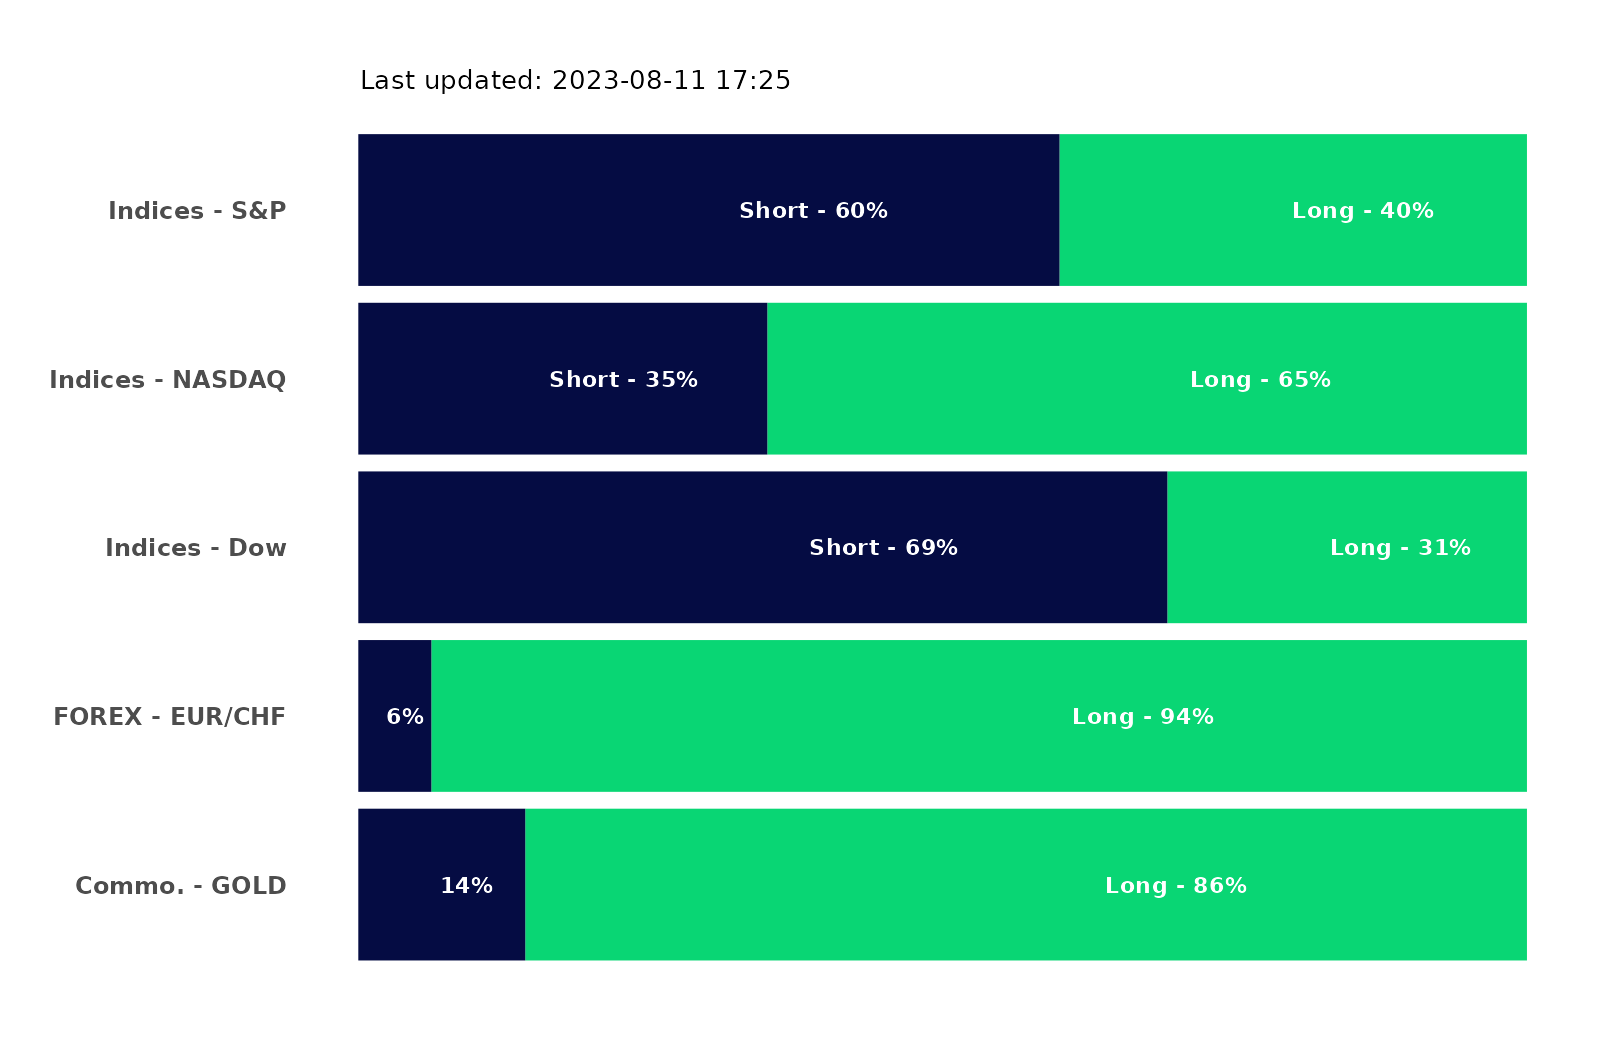 Last updated: 2023-08-11 17:25
Indices - S&P Short - 60% Long - 40%
Indices - NASDAQ Short - 35% Long - 65%
Indices - Dow Short - 69% Long - 31%
FOREX - EUR/CHF 6% Long - 94%
Commo. - GOLD 14% Long - 86%